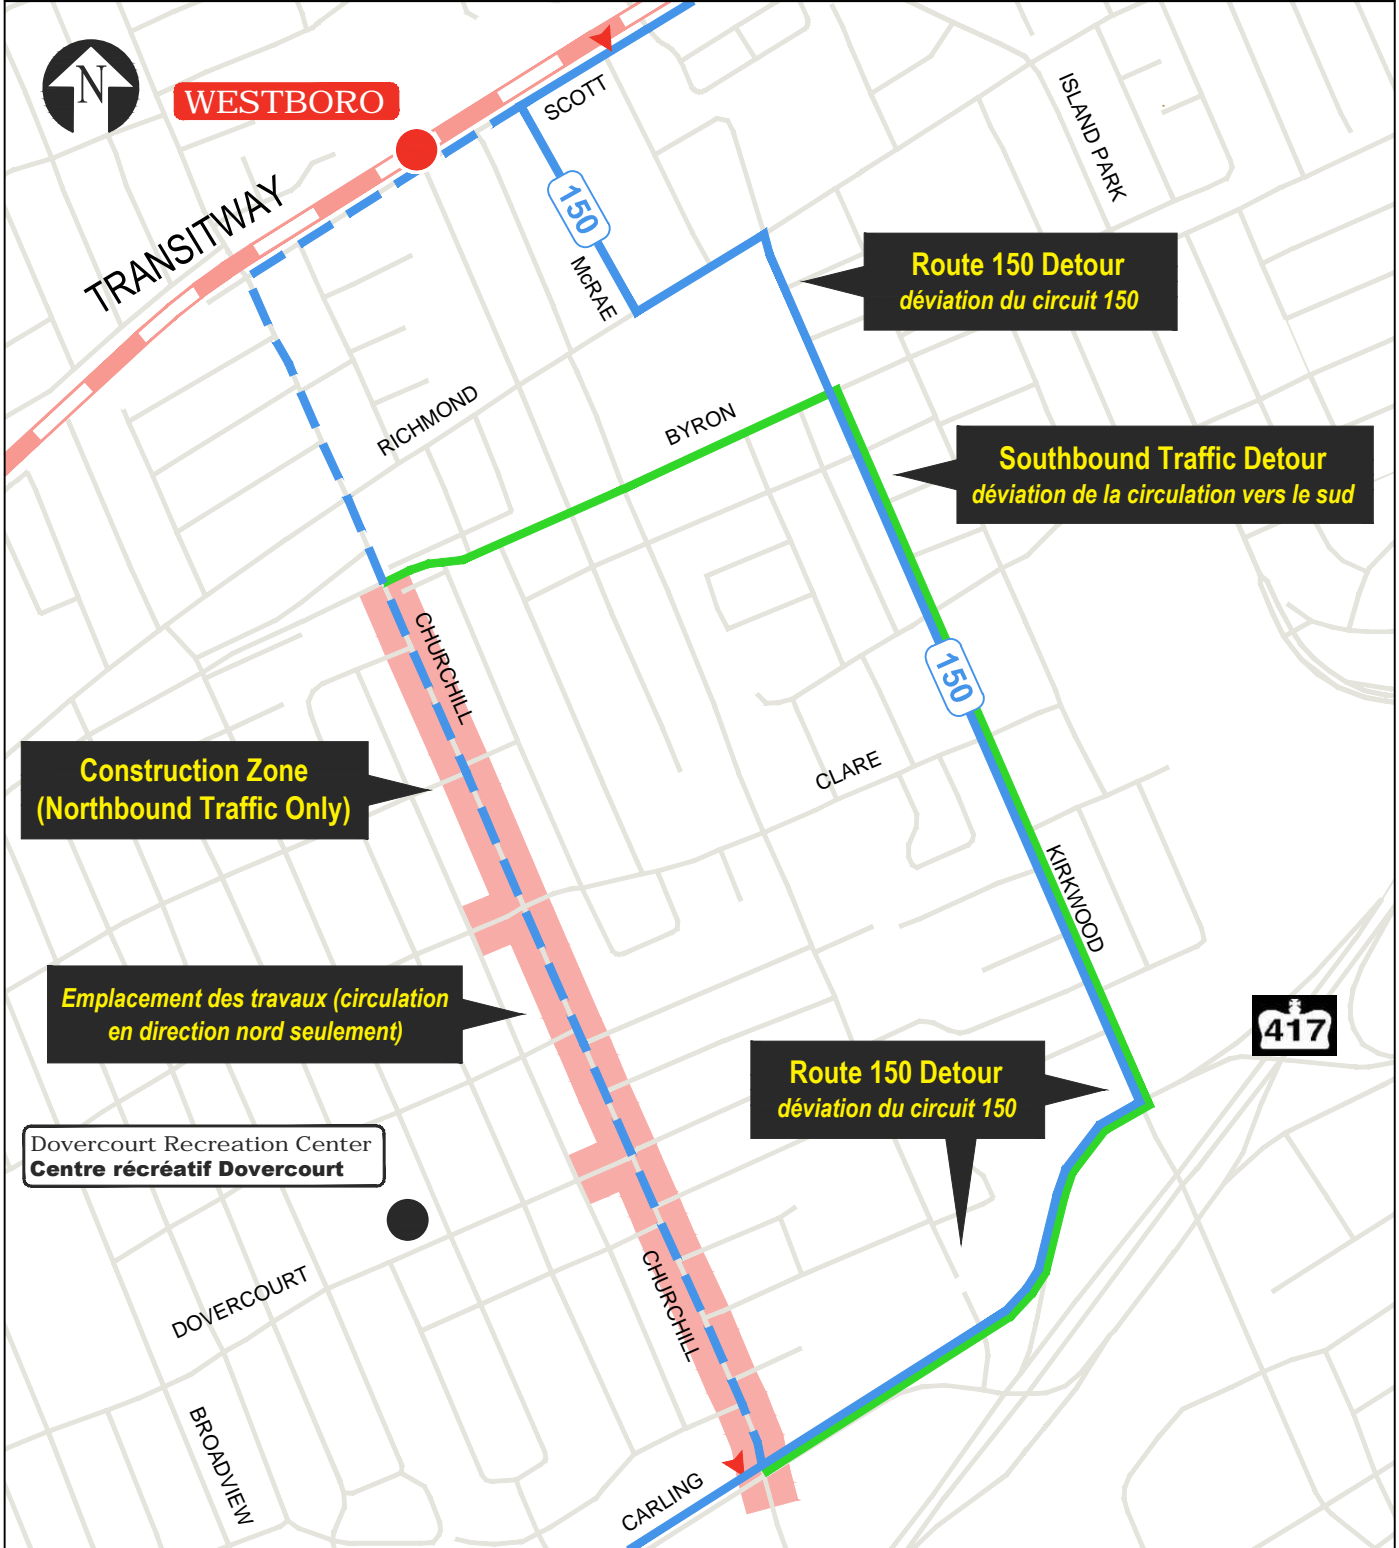 N
WESTBORO
TRANSITWAY
SCOTT
ISLAND PARK
150
McRAE
Route 150 Detour
déviation du circuit 150
RICHMOND
BYRON
Southbound Traffic Detour
déviation de la circulation vers le sud
CHURCHILL
150
Construction Zone
(Northbound Traffic Only)
CLARE
KIRKWOOD
Emplacement des travaux (circulation
en direction nord seulement)
417
Route 150 Detour
déviation du circuit 150
Dovercourt Recreation Center
Centre récréatif Dovercourt
DOVERCOURT
CHURCHILL
BROADVIEW
CARLING